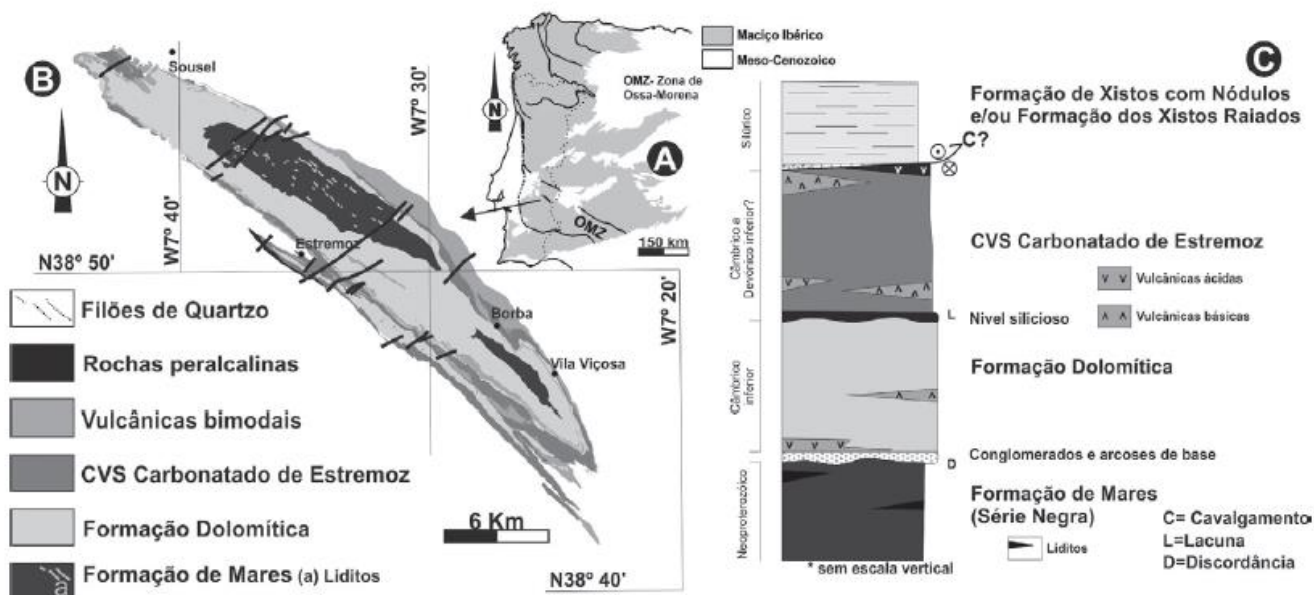 B
Sousel
N
W7º 40'
W7º 30'
Estremoz
N38º 50'
W7º 20'
Borba
Vila Viçosa
6 Km
N38º 40'
Filões de Quartzo
Rochas peralcalinas
Vulcânicas bimodais
CVS Carbonatado de Estremoz
Formação Dolomítica
Formação de Mares (a) Liditos
a
A
N
Maciço Ibérico
Meso-Cenozoico
OMZ- Zona de
Ossa-Morena
OMZ
150 km
C
Silúrico
Câmbrico a
Devónico inferior?
Câmbrico
inferior
Neoproterozóico
Formação de Xistos com Nódulos
e/ou Formação dos Xistos Raiados
C?
CVS Carbonatado de Estremoz
Vulcânicas ácidas
Vulcânicas básicas
L
Nivel silicioso
Formação Dolomítica
D
Conglomerados e arcoses de base
Formação de Mares
(Série Negra)
Liditos
C= Cavalgamento
L=Lacuna
D=Discordância
* sem escala vertical